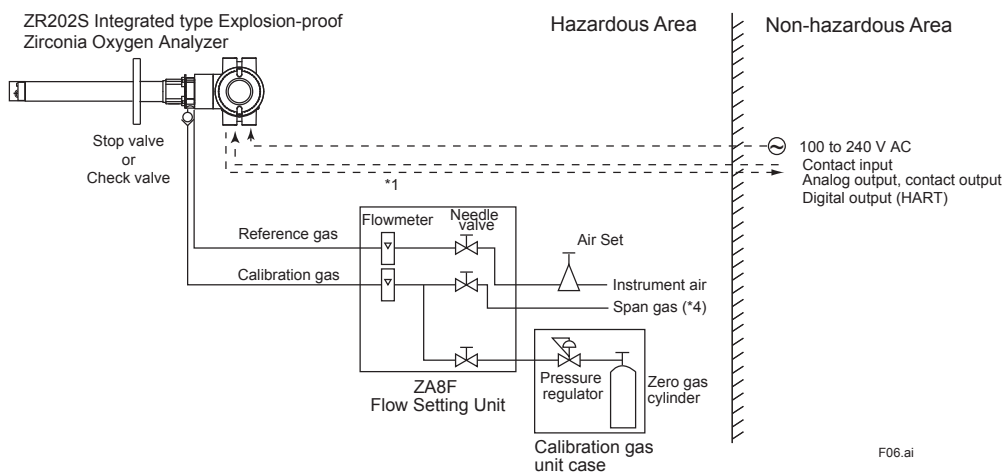 ZR202S Integrated type Explosion-proof
Zirconia Oxygen Analyzer
Hazardous Area
Non-hazardous Area
Stop valve
or
Check valve
100 to 240 V AC
Contact input
Analog output, contact output
Digital output (HART)
*1
Flowmeter
Needle
valve
Air Set
Reference gas
Calibration gas
Instrument air
Span gas (*4)
ZA8F
Flow Setting Unit
Pressure
regulator
Zero gas
cylinder
Calibration gas
unit case
F06.ai